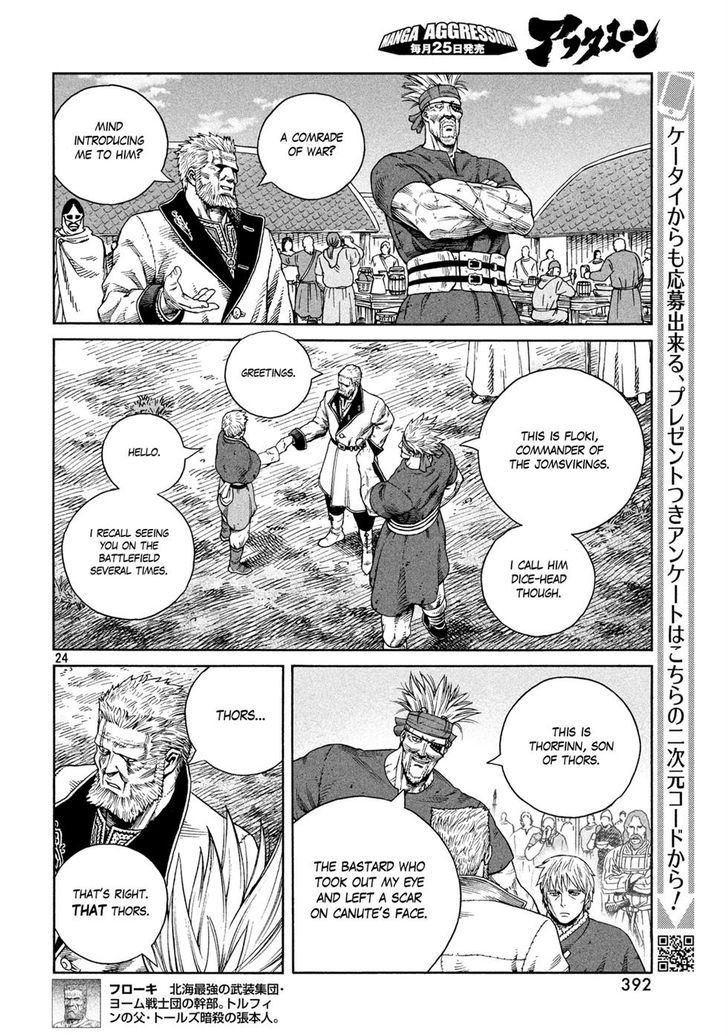 MANGA AGGRESSION!
毎月25日発売
アフタヌーン
A COMRADE
OF WAR?
MIND
INTRODUCING
ME TO HIM?
GREETINGS.
THIS IS FLOKI,
COMMANDER
OF THE
JOMSVIKINGS.
HELLO.
I RECALL SEEING
YOU ON THE
BATTLEFIELD
SEVERAL TIMES.
I CALL HIM
DICE-HEAD
THOUGH.
24
THIS IS
THORFINN, SON
OF THORS.
THE BASTARD WHO
TOOK OUT MY EYE
AND LEFT A SCAR
ON CANUTE'S FACE.
THORS...
THAT'S RIGHT.
THAT THORS.
フローキ 北海最強の武装集団・
ヨーム戦士団の幹部。トルフィ
ンの父・トールズ暗殺の張本人。
392
ケータイからも応募出来る、プレゼントつきアンケートはこちらの二次元コードから!